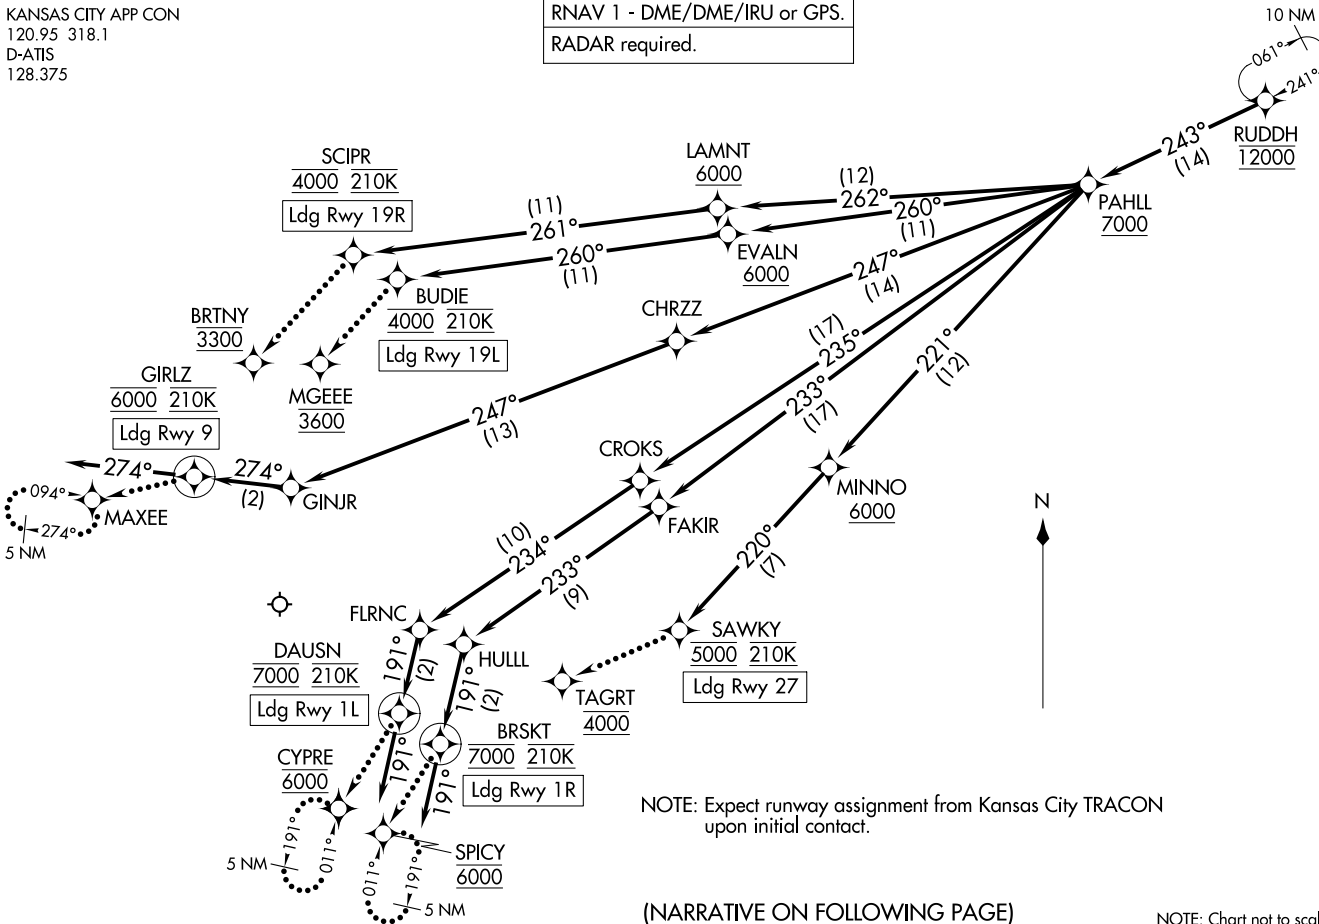 KANSAS CITY APP CON
120.95 318.1
D-ATIS
128.375
RNAV 1 - DME/DME/IRU or GPS.
RADAR required.
10 NM
061°
241°
RUDDH
12000
243°
(14)
PAHLL
7000
SCIPR
4000 210K
Ldg Rwy 19R
LAMNT
6000
(12)
262°
260°
(11)
(11)
261°
EVALN
6000
260°
(11)
247°
(14)
BUDIE
4000 210K
Ldg Rwy 19L
CHRZZ
BRTNY
3300
MGEEE
3600
(17)
235°
221°
(12)
233°
(17)
GIRLZ
6000 210K
Ldg Rwy 9
247°
(13)
274°
274°
(2)
GINJR
094°
MAXEE
274°
5 NM
CROKS
FAKIR
MINNO
6000
N
(10)
234°
233°
(9)
220°
(7)
FLRNC
HULLL
SAWKY
5000 210K
Ldg Rwy 27
DAUSN
7000 210K
Ldg Rwy 1L
191°
(2)
191°
(2)
TAGRT
4000
BRSKT
7000 210K
Ldg Rwy 1R
CYPRE
6000
191°
191°
191°
011°
5 NM
SPICY
6000
011°
191°
5 NM
NOTE: Expect runway assignment from Kansas City TRACON
upon initial contact.
(NARRATIVE ON FOLLOWING PAGE)
NOTE: Chart not to scal